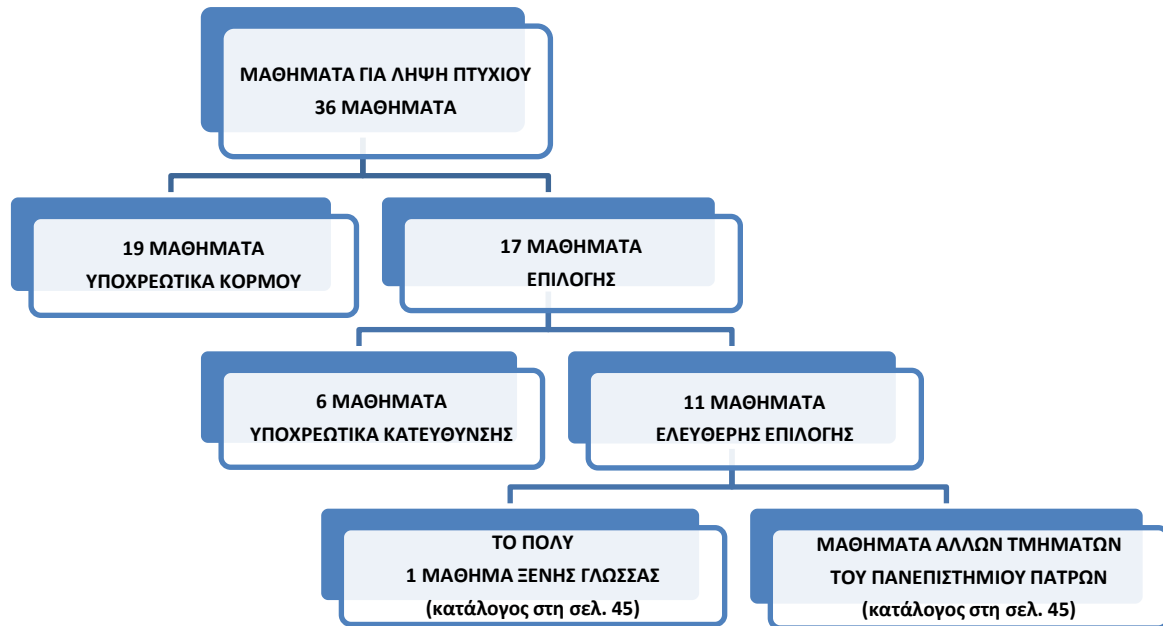 ΜΑΘΗΜΑΤΑ ΓΙΑ ΛΗΨΗ ΠΤΥΧΙΟΥ
36 ΜΑΘΗΜΑΤΑ
19 ΜΑΘΗΜΑΤΑ
ΥΠΟΧΡΕΩΤΙΚΑ ΚΟΡΜΟΥ
17 ΜΑΘΗΜΑΤΑ
ΕΠΙΛΟΓΗΣ
6 ΜΑΘΗΜΑΤΑ
ΥΠΟΧΡΕΩΤΙΚΑ ΚΑΤΕΥΘΥΝΣΗΣ
11 ΜΑΘΗΜΑΤΑ
ΕΛΕΥΘΕΡΗΣ ΕΠΙΛΟΓΗΣ
ΤΟ ΠΟΛΥ
1 ΜΑΘΗΜΑ ΞΕΝΗΣ ΓΛΩΣΣΑΣ
(κατάλογος στη σελ. 45)
ΜΑΘΗΜΑΤΑ ΑΛΛΩΝ ΤΜΗΜΑΤΩΝ
ΤΟΥ ΠΑΝΕΠΙΣΤΗΜΙΟΥ ΠΑΤΡΩΝ
(κατάλογος στη σελ. 45)